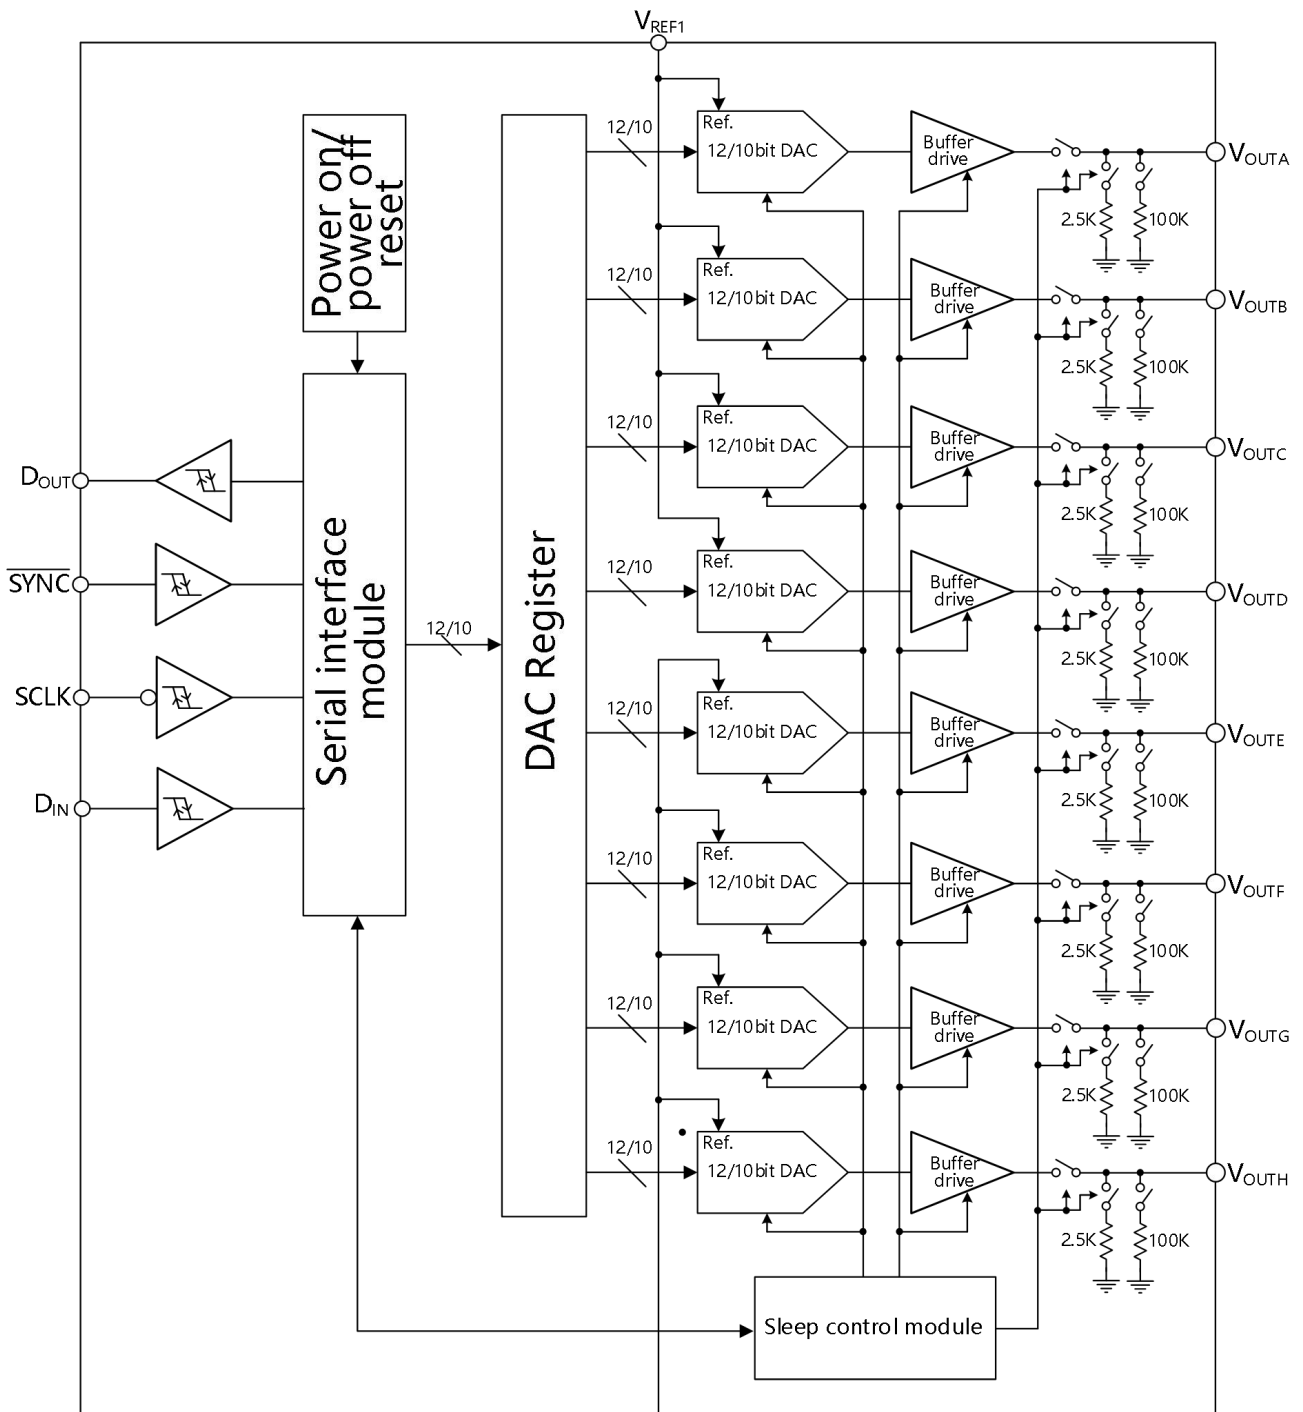 VREF1
Power on/
power off
reset
Serial interface
module
DOUT
SYNC
SCLK
DIN
12/10
DAC Register
12/10
Ref.
12/10bit DAC
Buffer
drive
2.5K
100K
VOUTA
12/10
Ref.
12/10bit DAC
Buffer
drive
2.5K
100K
VOUTB
12/10
Ref.
12/10bit DAC
Buffer
drive
2.5K
100K
VOUTC
12/10
Ref.
12/10bit DAC
Buffer
drive
2.5K
100K
VOUTD
12/10
Ref.
12/10bit DAC
Buffer
drive
2.5K
100K
VOUTE
12/10
Ref.
12/10bit DAC
Buffer
drive
2.5K
100K
VOUTF
12/10
Ref.
12/10bit DAC
Buffer
drive
2.5K
100K
VOUTG
12/10
Ref.
12/10bit DAC
Buffer
drive
2.5K
100K
VOUTH
Sleep control module